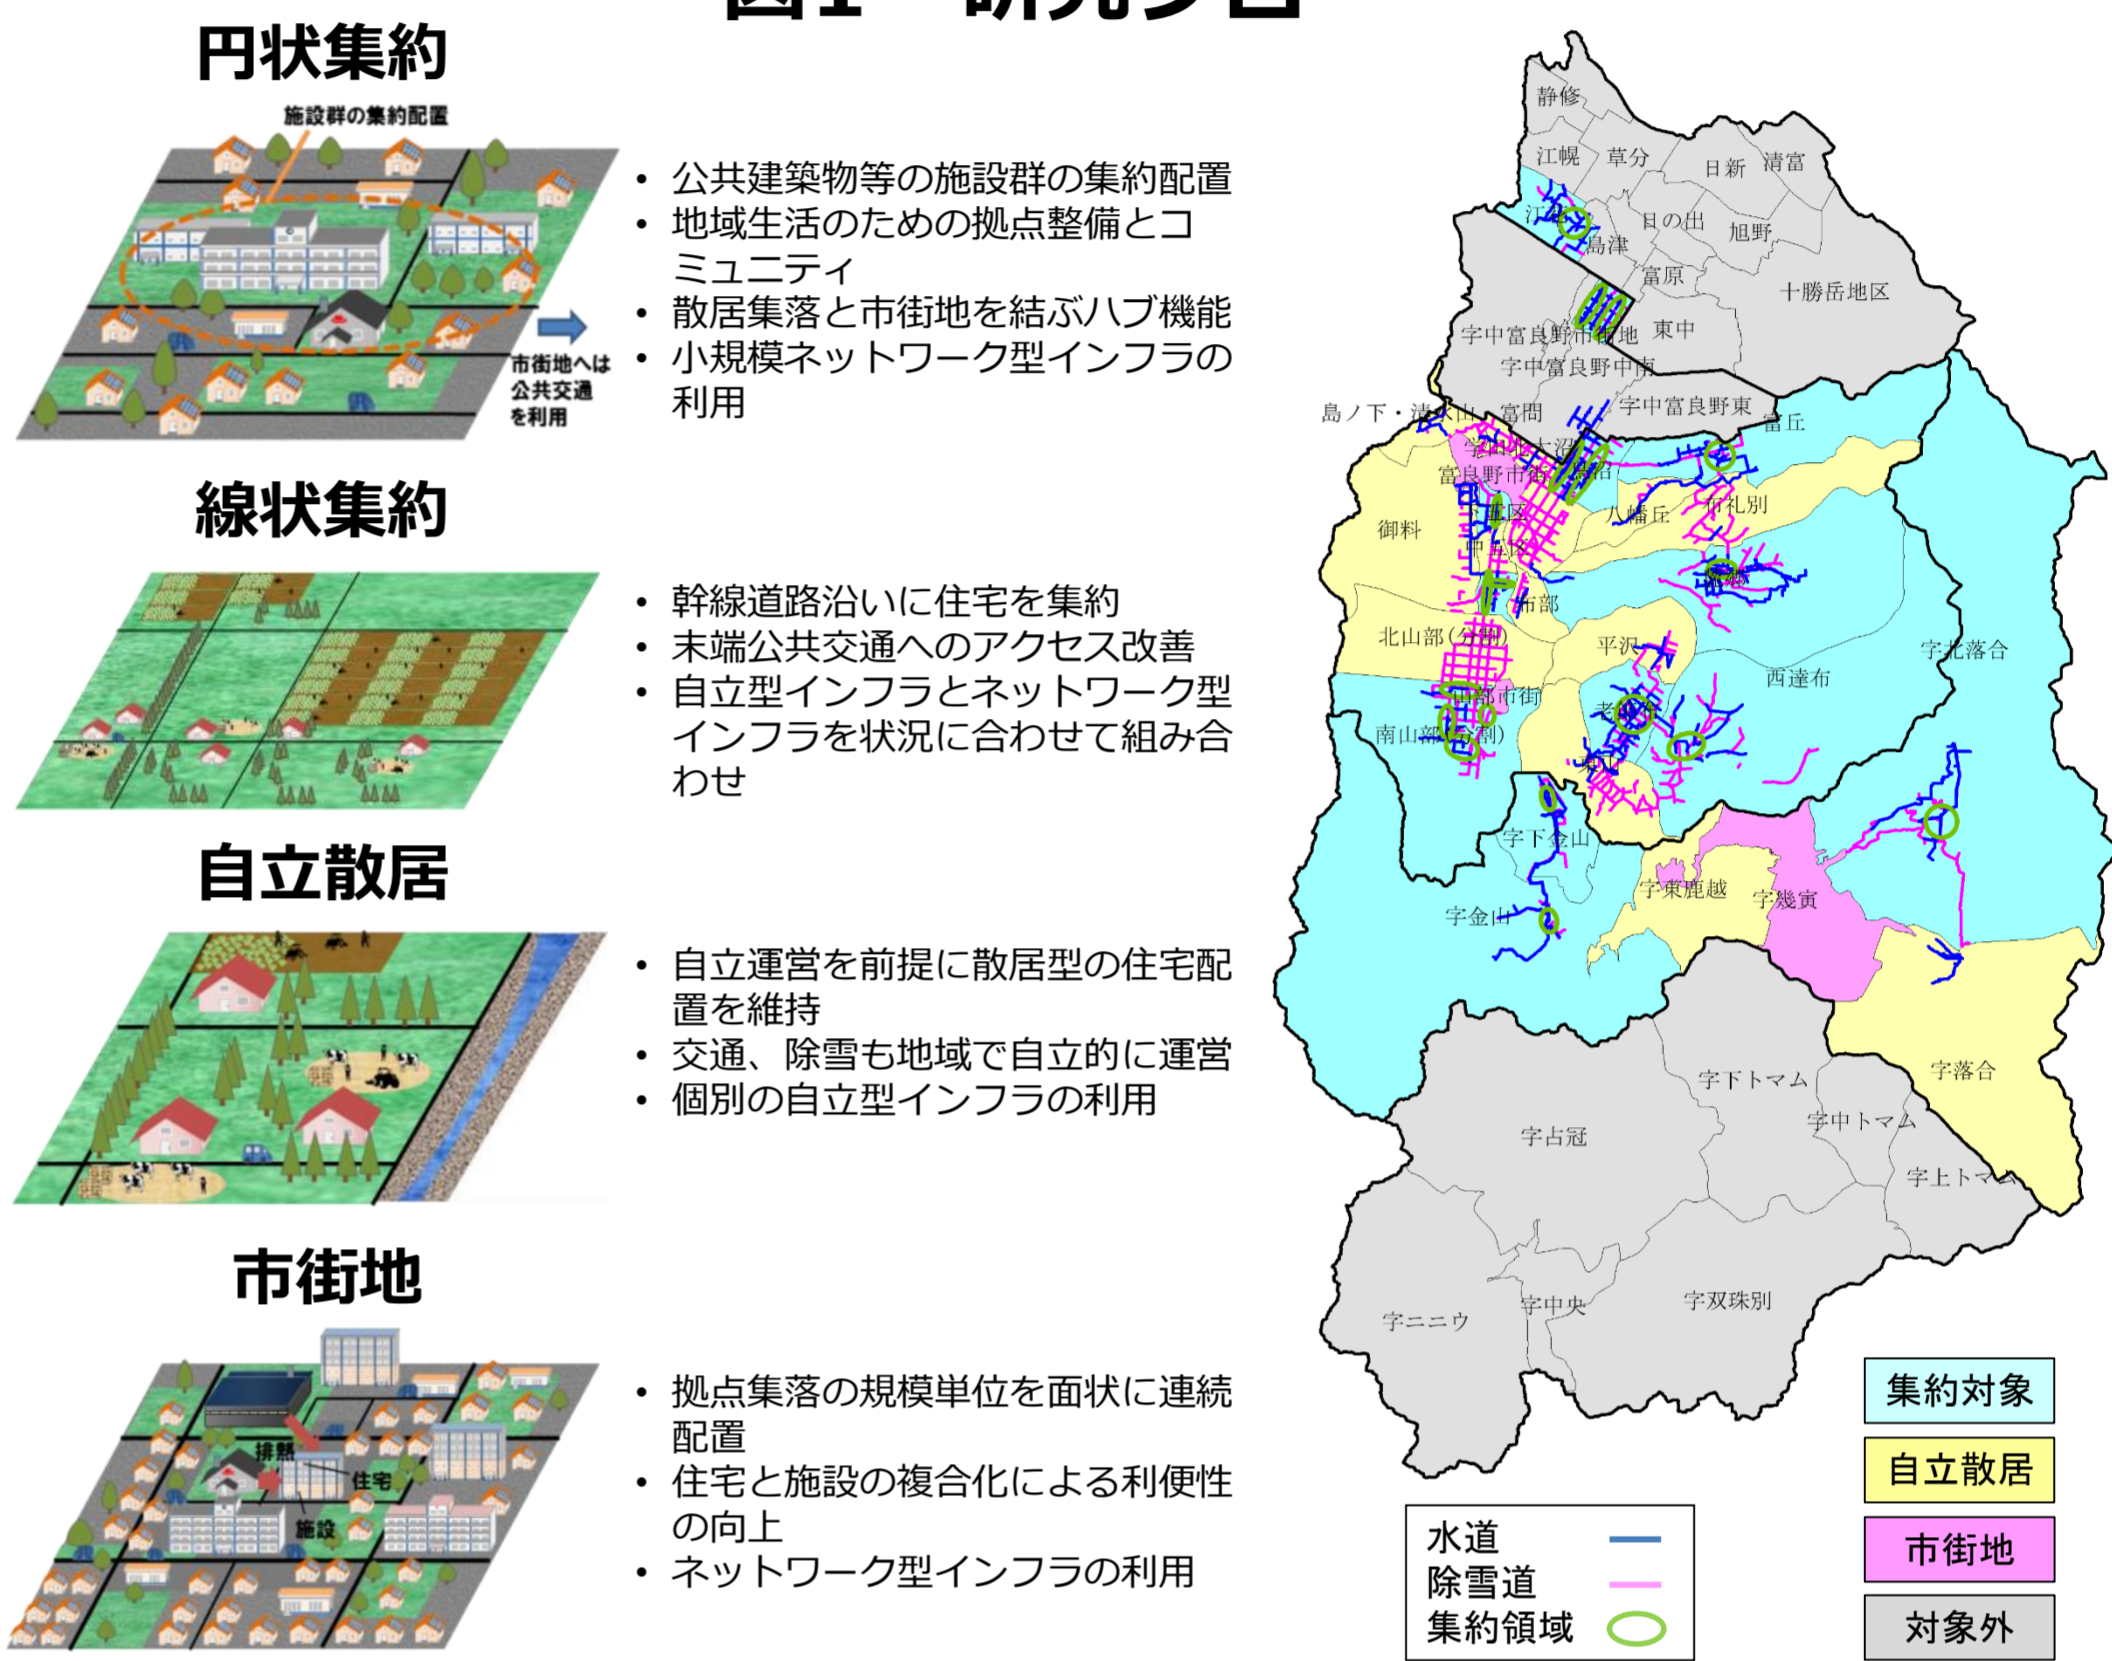 円状集約
施設群の集約配置
市街地へは
公共交通
を利用
• 公共建築物等の施設群の集約配置
• 地域生活のための拠点整備とコ
ミュニティ
• 散居集落と市街地を結ぶハブ機能
• 小規模ネットワーク型インフラの
利用
線状集約
• 幹線道路沿いに住宅を集約
• 末端公共交通へのアクセス改善
• 自立型インフラとネットワーク型
インフラを状況に合わせて組み合
わせ
自立散居
• 自立運営を前提に散居型の住宅配
置を維持
• 交通、除雪も地域で自立的に運営
• 個別の自立型インフラの利用
市街地
排熱
住宅
施設
• 拠点集落の規模単位を面状に連続
配置
• 住宅と施設の複合化による利便性
の向上
• ネットワーク型インフラの利用
静修
江幌
草分
日新
清富
島津
日の出
旭野
富原
十勝岳地区
字中富良野市街地
東中
字中富良野中南
字中富良野東
島ノ下・清水山
富問
富丘
富良野市街
御料
八幡丘
布礼別
布部
北山部(分割)
平沢
西達布
字北落合
山部市街
南山部(分割)
字下金山
字金山
字東鹿越
字幾寅
字落合
字下トマム
字中トマム
字上トマム
字占冠
字ニニウ
字中央
字双珠別
水道
除雪道
集約領域
集約対象
自立散居
市街地
対象外